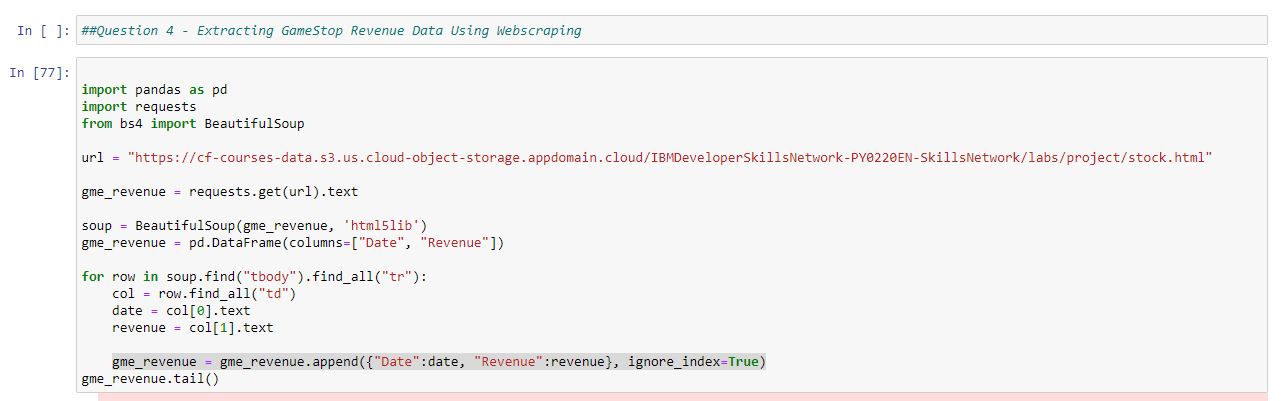 In [ ]: ##Question 4 - Extracting GameStop Revenue Data Using Webscraping
In [77]:
import pandas as pd
import requests
from bs4 import BeautifulSoup
url = "https://cf-courses-data.s3.us.cloud-object-storage.appdomain.cloud/IBMDeveloperSkillsNetwork-PY0220EN-SkillsNetwork/labs/project/stock.html"
gme_revenue = requests.get(url).text
soup = BeautifulSoup(gme_revenue, 'html5lib')
gme_revenue = pd.DataFrame(columns=["Date", "Revenue"])
for row in soup.find("tbody").find_all("tr"):
    col = row.find_all("td")
    date = col[0].text
    revenue = col[1].text
    gme_revenue = gme_revenue.append({"Date":date, "Revenue":revenue}, ignore_index=True)
gme_revenue.tail()